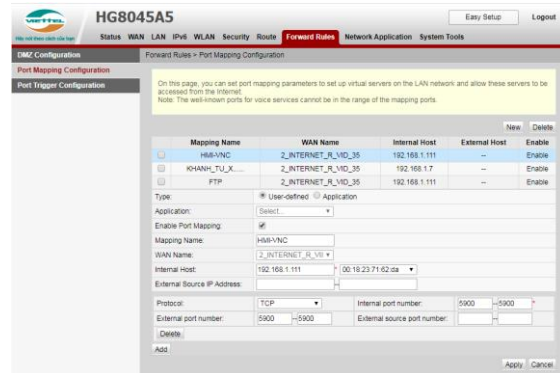 viettel
HG8045A5
Easy Setup
Logout
Status WAN LAN IPv6 WLAN Security Route Forward Rules Network Application System Tools
DMZ Configuration
Port Mapping Configuration
Port Trigger Configuration
Forward Rules > Port Mapping Configuration
On this page, you can set port mapping parameters to set up virtual servers on the LAN network and allow these servers to be
accessed from the Internet.
Note: The well-known ports for voice services cannot be in the range of the mapping ports.
New Delete
Mapping Name WAN Name Internal Host External Host Enable
HMI-VNC 2_INTERNET_R_VID_35 192.168.1.111 -- Enable
KHANH_TU_X...... 2_INTERNET_R_VID_35 192.168.1.7 -- Enable
FTP 2_INTERNET_R_VID_35 192.168.1.111 -- Enable
Type: User-defined Application
Application: Select...
Enable Port Mapping:
Mapping Name: HMI-VNC
WAN Name: 2_INTERNET_R_VI
Internal Host: 192.168.1.111 * 00:18:23:71:62:da
External Source IP Address: --
Protocol: TCP Internal port number: 5900 -- 5900 *
External port number: 5900 -- 5900 External source port number: --
Delete
Add
Apply Cancel